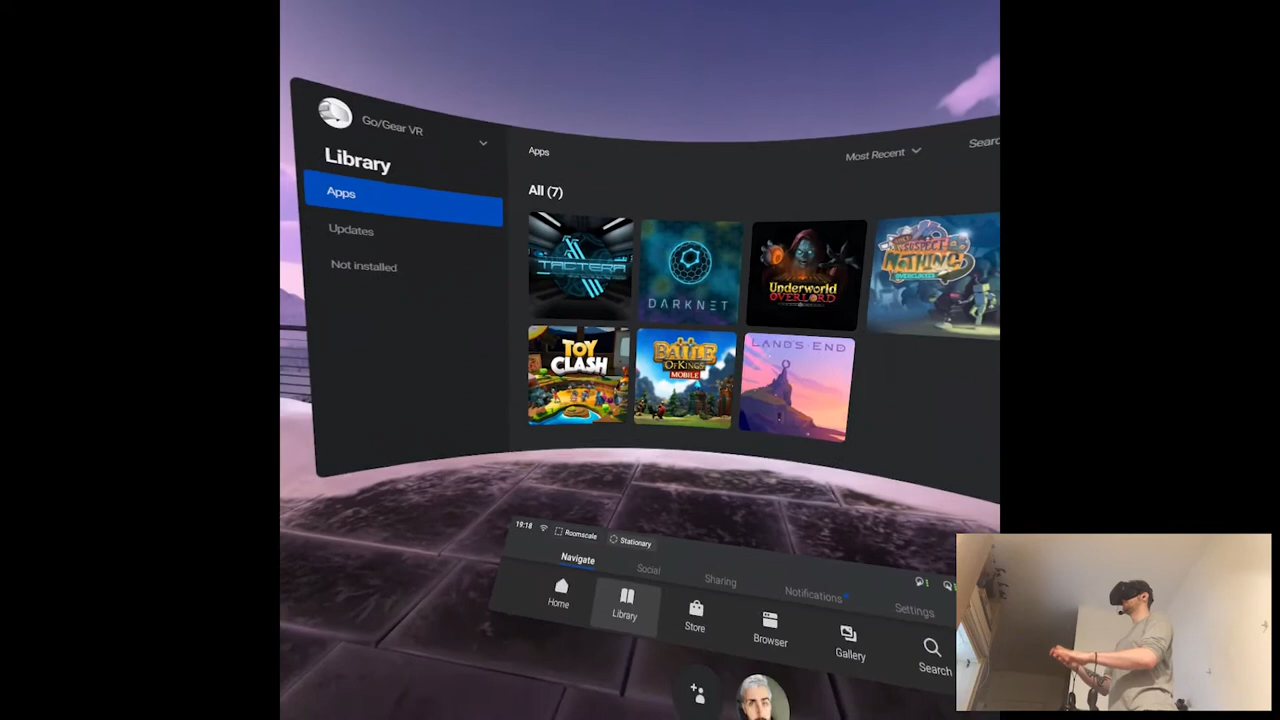 Go/Gear VR
Library
Apps
Updates
Not installed
Apps
Most Recent
Searc
All (7)
TACTERA
DARKNET
Underworld
OVERLORD
SUSPECT
NOTHING
TOY
CLASH
BATTLE
OF KINGS
MOBILE
LAND'S END
19:18
Roomscale
Stationary
Navigate
Social
Sharing
Notifications
Settings
Home
Library
Store
Browser
Gallery
Search